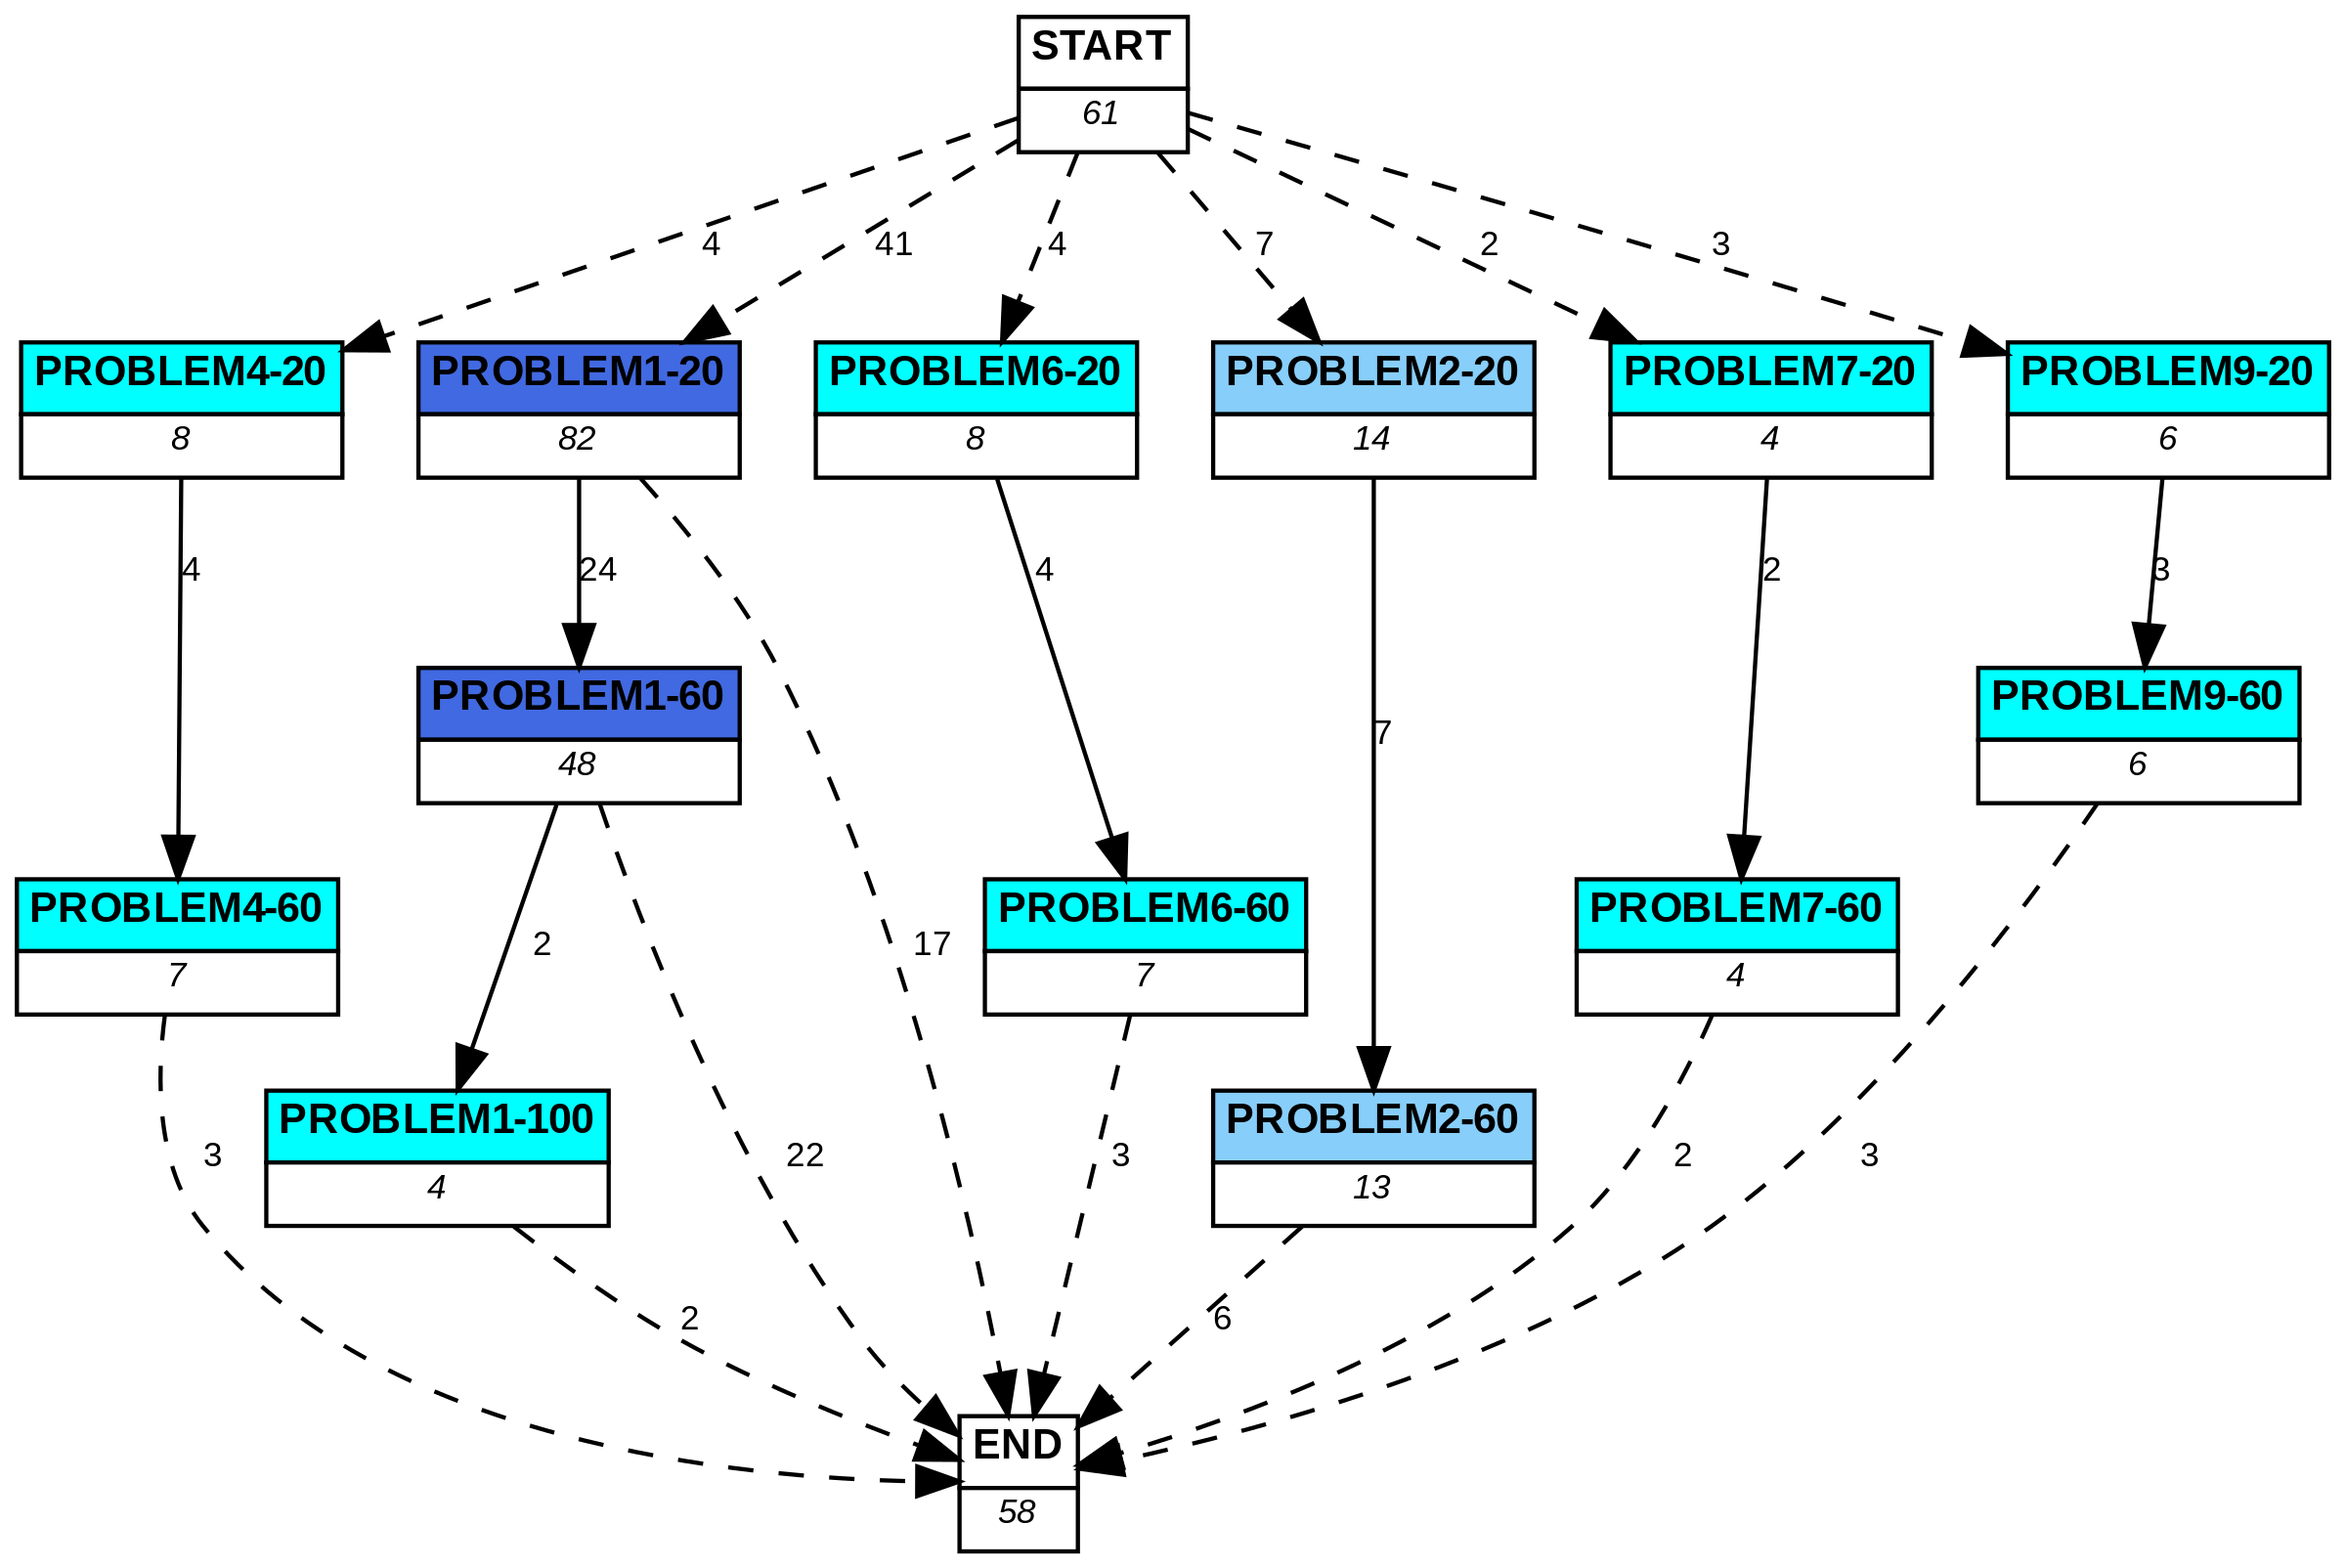 START
61
4
41
4
7
2
3
PROBLEM4-20
8
PROBLEM1-20
82
PROBLEM6-20
8
PROBLEM2-20
14
PROBLEM7-20
4
PROBLEM9-20
6
4
24
4
2
3
PROBLEM1-60
48
7
PROBLEM9-60
6
PROBLEM4-60
7
2
17
PROBLEM6-60
7
PROBLEM7-60
4
3
PROBLEM1-100
4
22
3
PROBLEM2-60
13
2
3
2
6
END
58